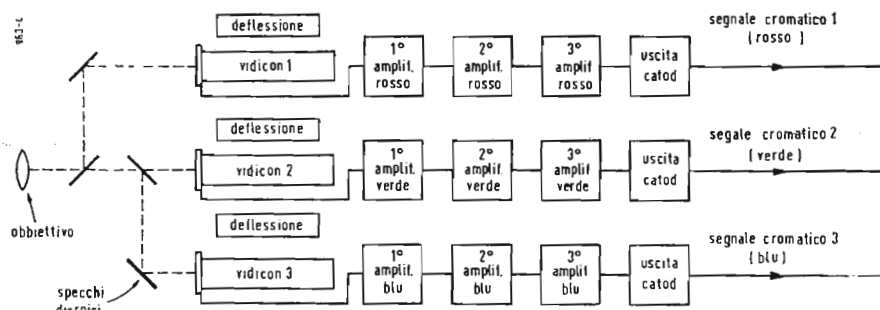 963-c
deflessione
vidicon 1
1°
amplif.
rosso
2°
amplif.
rosso
3°
amplif
rosso
uscita
catod
segnale cromatico 1
( rosso )
deflessione
vidicon 2
1°
amplif.
verde
2°
amplif.
verde
3°
amplif
verde
uscita
catod
segale cromatico 2
( verde )
obbiettivo
deflessione
vidicon 3
1°
amplif.
blu
2°
amplif.
blu
3°
amplif
blu
uscita
catod
segnale cromatico 3
( blu )
specchi